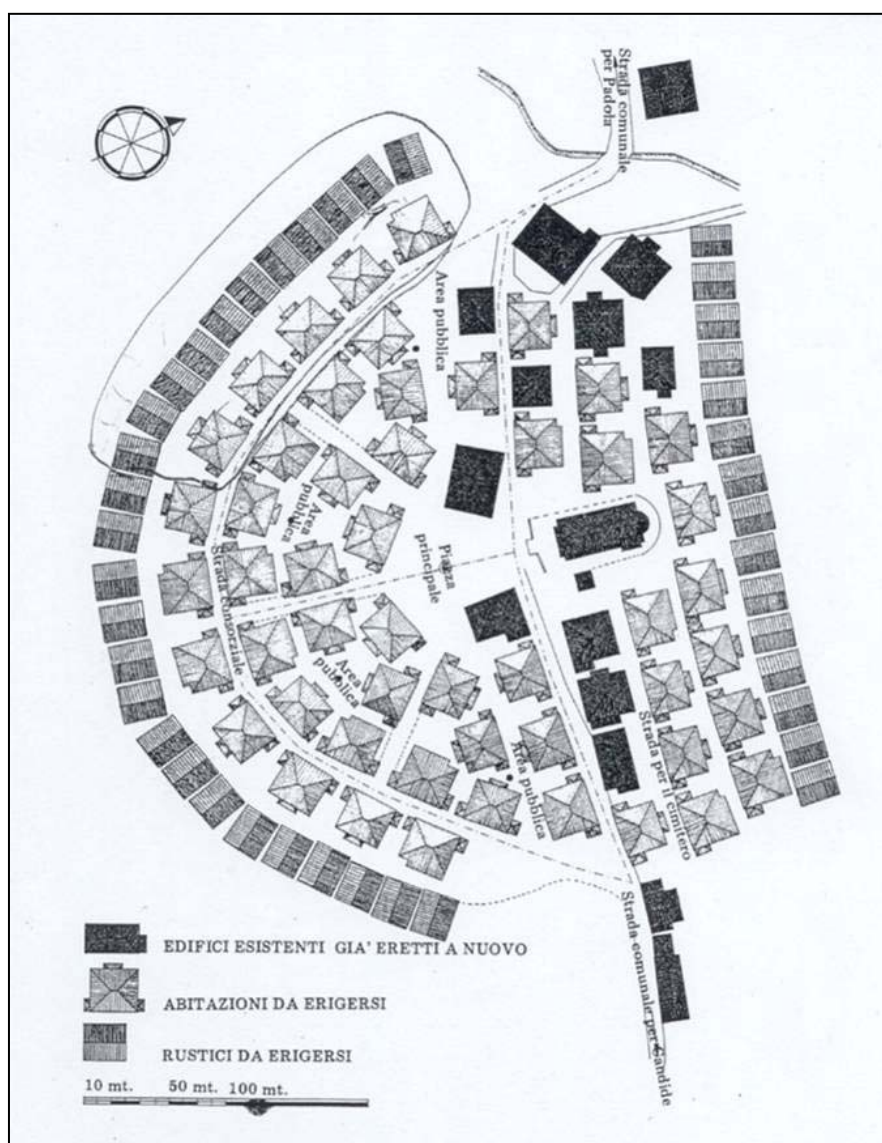 Strada comunale
per Padola
Area pubblica
Area
pubblica
Piazza
principale
Strada consorziale
Area
pubblica
Area pubblica
Strada per il cimitero
Strada comunale per Candide
EDIFICI ESISTENTI GIA' ERETTI A NUOVO
ABITAZIONI DA ERIGERSI
RUSTICI DA ERIGERSI
10 mt. 50 mt. 100 mt.